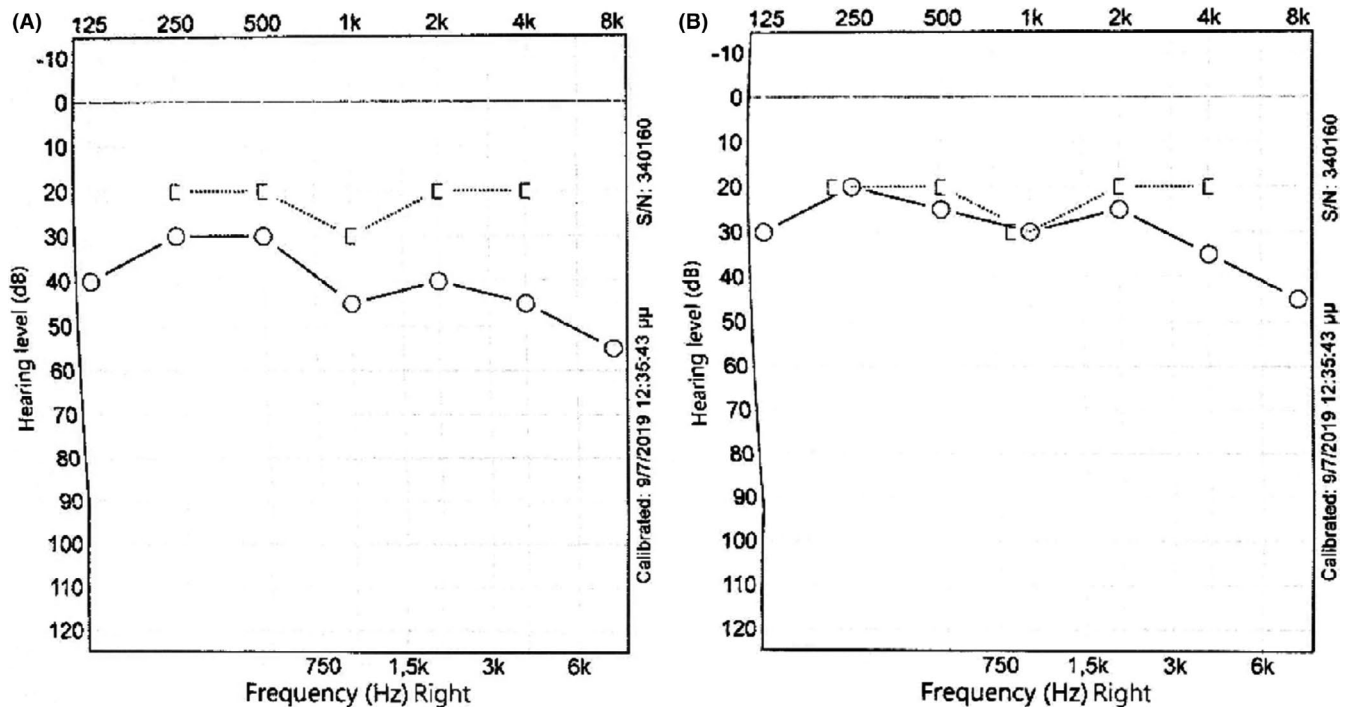 (A)
125 250 500 1k 2k 4k 8k
-10
0
10
20
30
40
50
60
70
80
90
100
110
120
Hearing level (dB)
750 1,5k 3k 6k
Frequency (Hz) Right
S/N: 340160
Calibrated: 9/7/2019 12:35:43 μμ
(B)
125 250 500 1k 2k 4k 8k
-10
0
10
20
30
40
50
60
70
80
90
100
110
120
Hearing level (dB)
750 1,5k 3k 6k
Frequency (Hz) Right
S/N: 340160
Calibrated: 9/7/2019 12:35:43 μμ